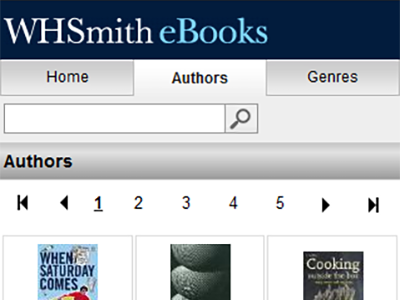 WHSmith eBooks
Home Authors Genres
Authors
1 2 3 4 5
WHEN
SATURDAY
COMES
Cooking
outside the box